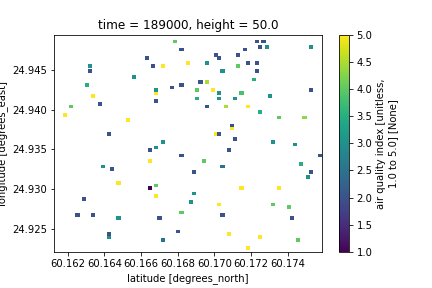 time = 189000, height = 50.0
longitude [degrees_east]
24.945
24.940
24.935
24.930
24.925
60.162 60.164 60.166 60.168 60.170 60.172 60.174
latitude [degrees_north]
5.0
4.5
4.0
3.5
3.0
2.5
2.0
1.5
1.0
air quality index [unitless,
1.0 to 5.0] [None]